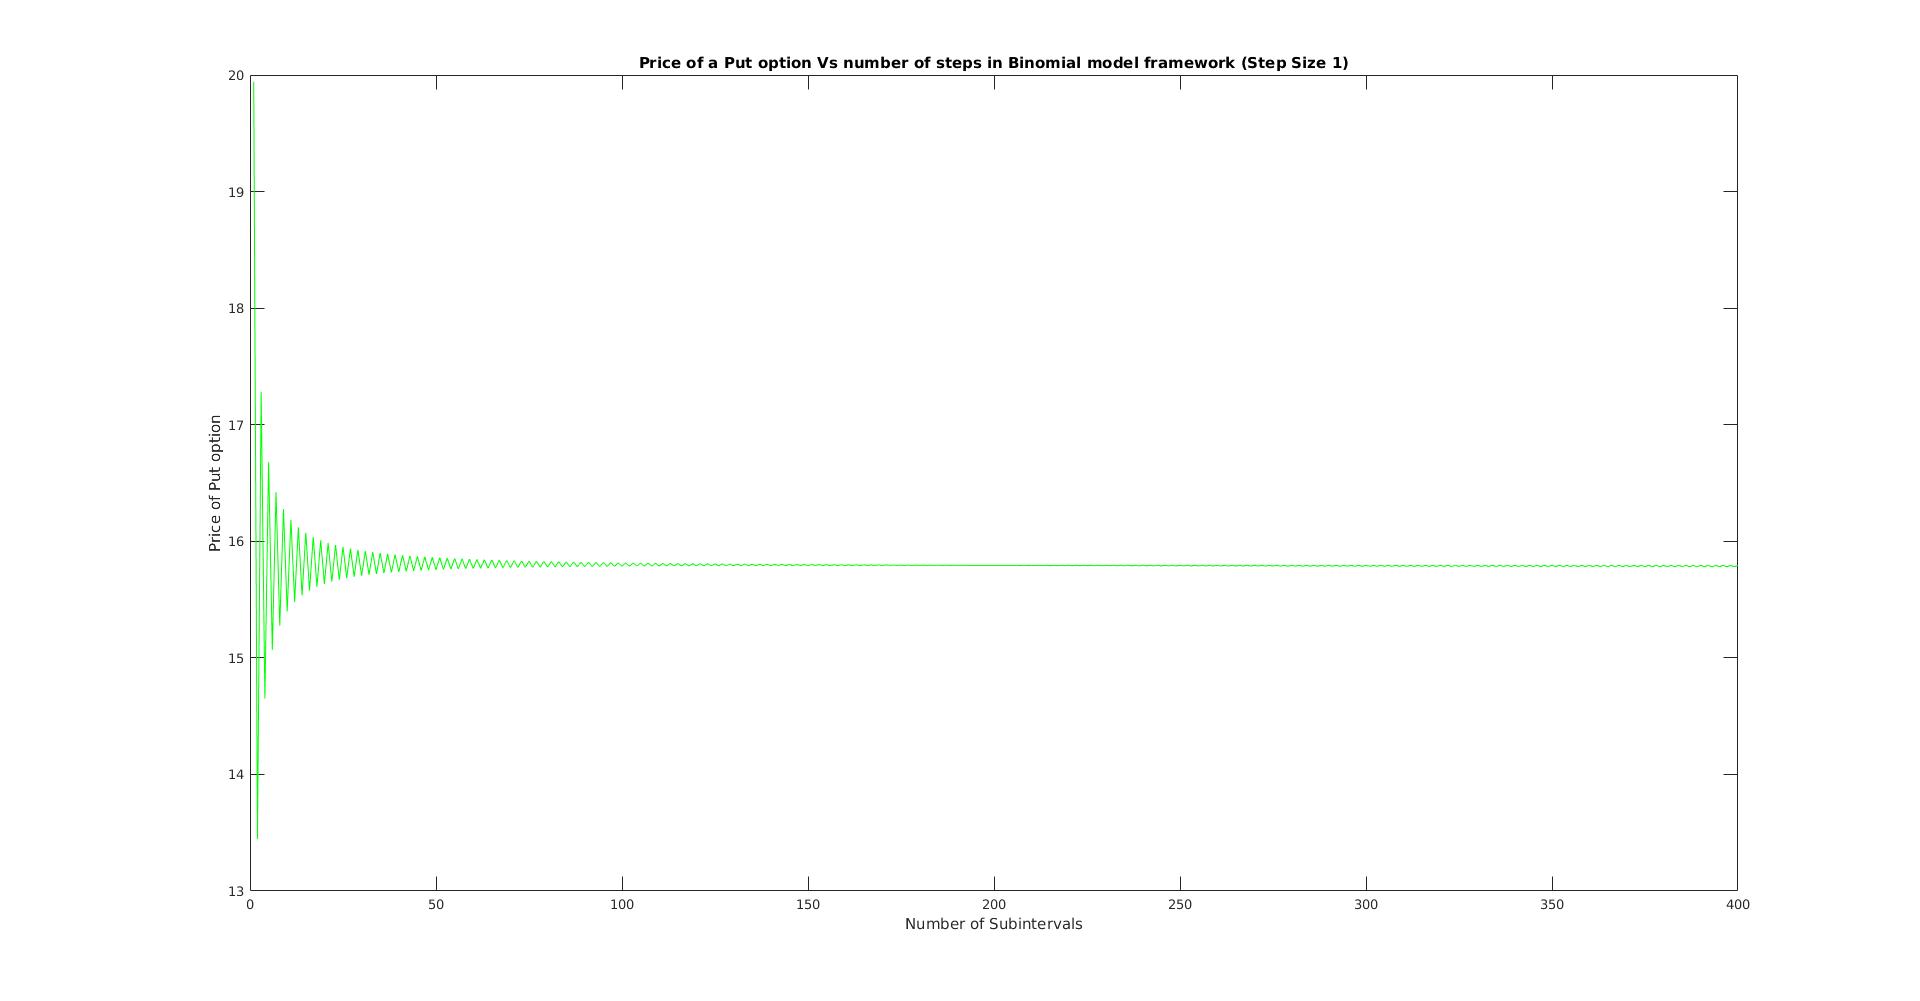 Price of a Put option Vs number of steps in Binomial model framework (Step Size 1)
20
19
18
17
16
15
14
13
Price of Put option
0 50 100 150 200 250 300 350 400
Number of Subintervals